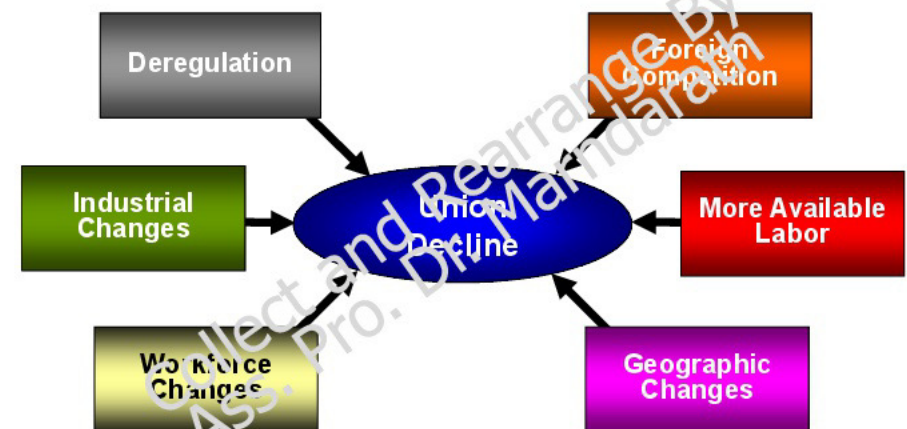 Deregulation
Foreign
Competition
Industrial
Changes
Union
Decline
More Available
Labor
Workforce
Changes
Geographic
Changes
Collect and Rearrange By
Ass. Pro. Dr. Marndarath